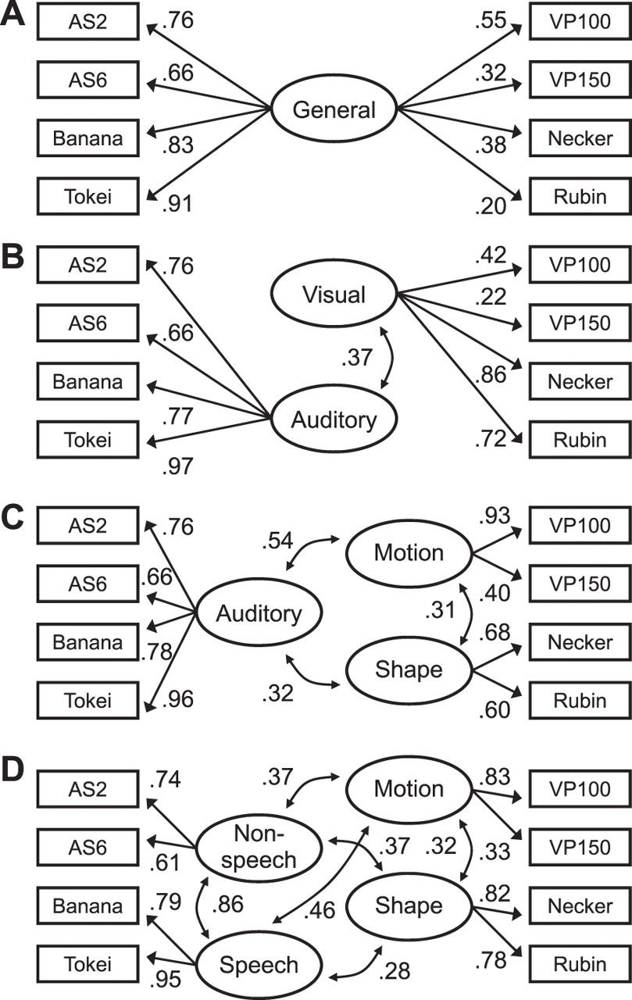 A
AS2 .76 .55 VP100
AS6 .66 .32 VP150
General
Banana .83 .38 Necker
Tokei .91 .20 Rubin
B
AS2 .76 Visual .42 VP100
AS6 .66 .22 VP150
.37
Banana .77 .86 Necker
Auditory
Tokei .97 .72 Rubin
C
AS2 .76 .54 Motion .93 VP100
AS6 .66 .40 VP150
Auditory .31
Banana .78 .68 Necker
Shape
Tokei .96 .32 .60 Rubin
D
AS2 .74 .37 Motion .83 VP100
AS6 .61 Non-
speech .37 .32 .33 VP150
Banana .79 .86 .46 Shape .82 Necker
Tokei .95 Speech .28 .78 Rubin